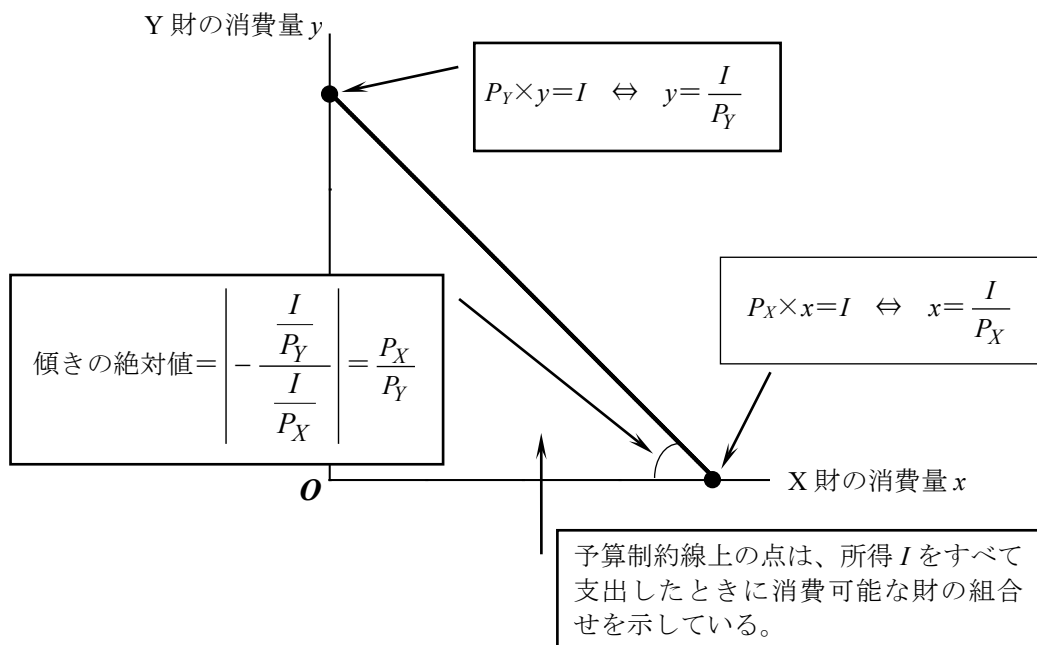 Y 財の消費量 y
P_Y×y=I ⇔ y=I/P_Y
P_X×x=I ⇔ x=I/P_X
傾きの絶対値=|−(I/P_Y)/(I/P_X)|=P_X/P_Y
O
X 財の消費量 x
予算制約線上の点は、所得 I をすべて
支出したときに消費可能な財の組合
せを示している。